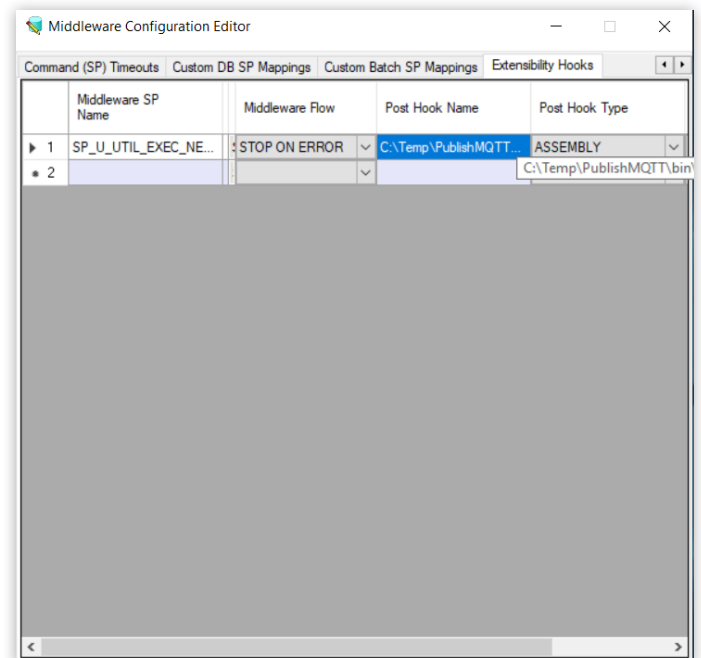 Middleware Configuration Editor
Command (SP) Timeouts Custom DB SP Mappings Custom Batch SP Mappings Extensibility Hooks
Middleware SP
Name
Middleware Flow Post Hook Name Post Hook Type
1 SP_U_UTIL_EXEC_NE... STOP ON ERROR C:\Temp\PublishMQTT... ASSEMBLY
C:\Temp\PublishMQTT\bin\
2